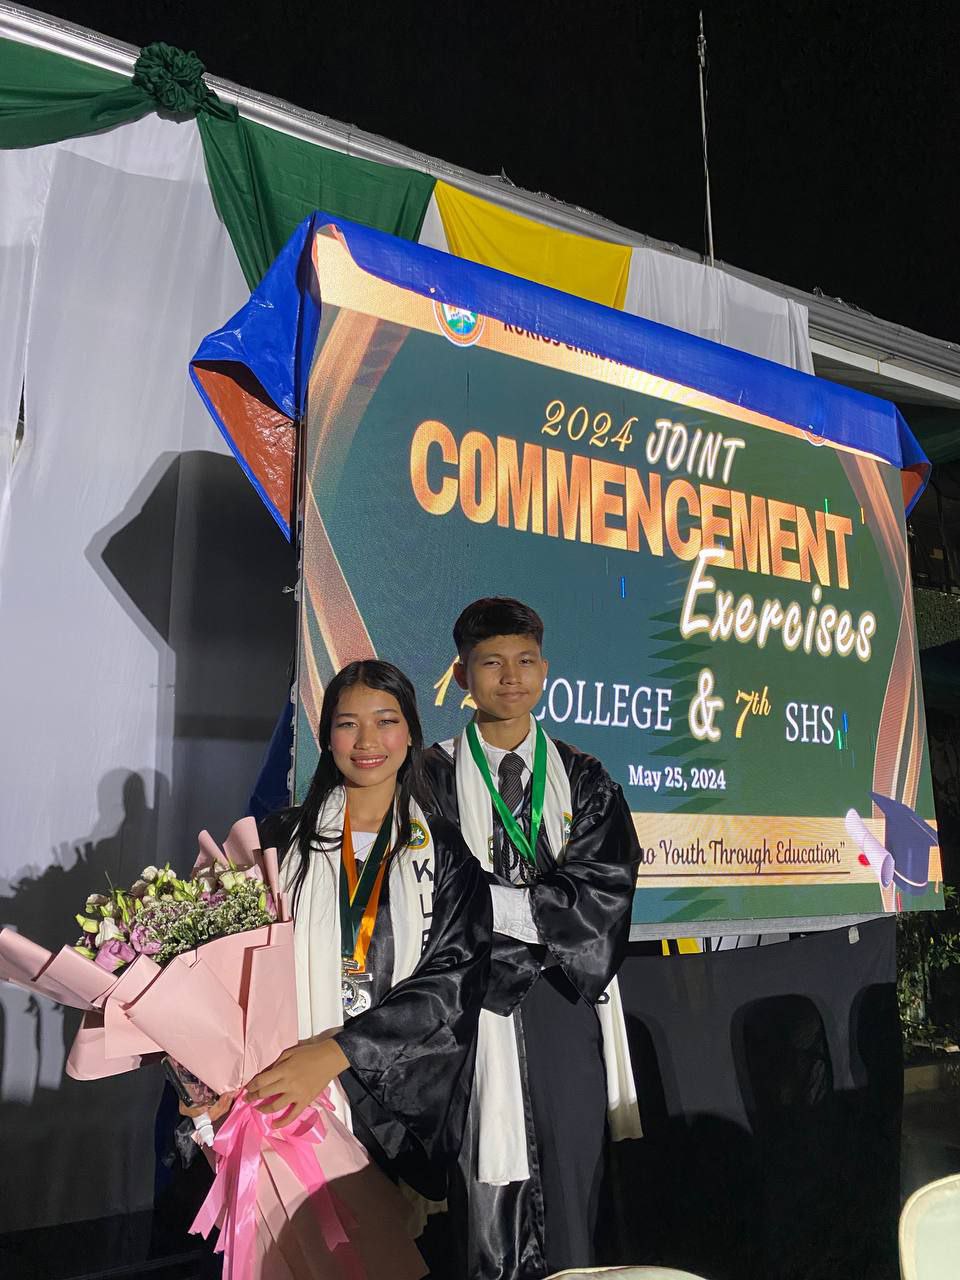 2024 JOINT
COMMENCEMENT
Exercises
COLLEGE & 7th SHS
May 25, 2024
Youth Through Education"
K
L